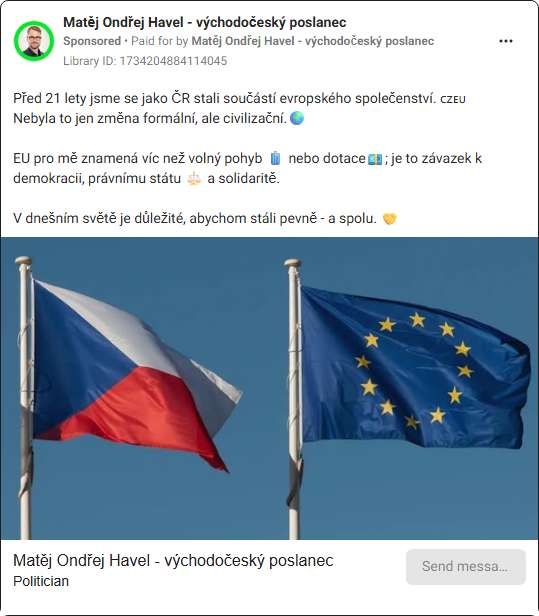 Matěj Ondřej Havel - východočeský poslanec
Sponsored • Paid for by Matěj Ondřej Havel - východočeský poslanec
Library ID: 1734204884114045
Před 21 lety jsme se jako ČR stali součástí evropského společenství. CZEU
Nebyla to jen změna formální, ale civilizační.🌍
EU pro mě znamená víc než volný pohyb 🧳 nebo dotace💶; je to závazek k
demokracii, právnímu státu ⚖️ a solidaritě.
V dnešním světě je důležité, abychom stáli pevně - a spolu. 🤝
Matěj Ondřej Havel - východočeský poslanec
Politician
Send messa...